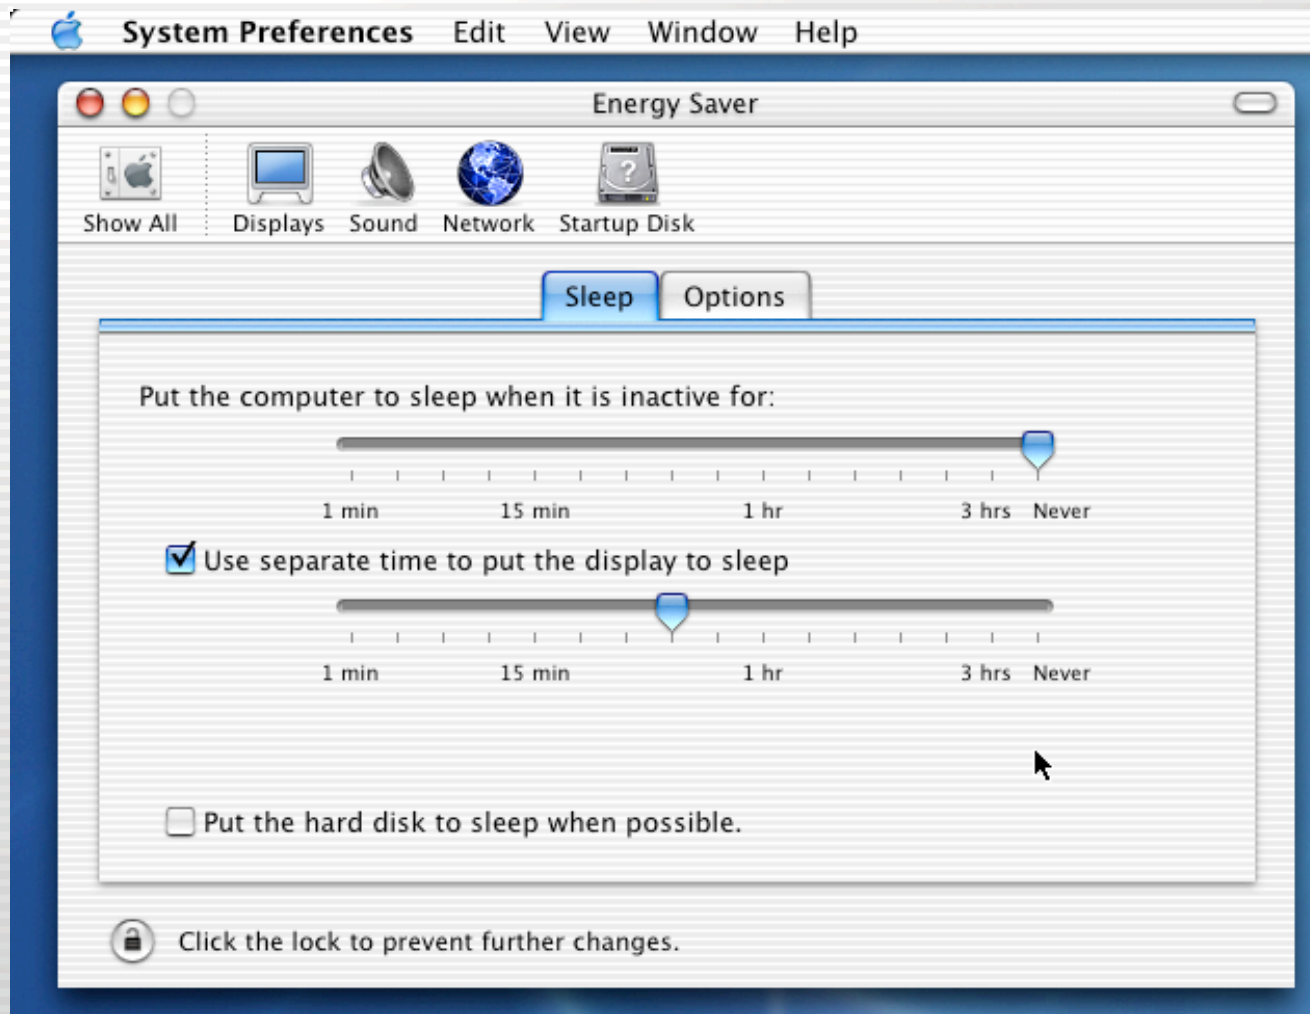 System Preferences Edit View Window Help
Energy Saver
Show All Displays Sound Network Startup Disk
Sleep Options
Put the computer to sleep when it is inactive for:
1 min 15 min 1 hr 3 hrs Never
Use separate time to put the display to sleep
1 min 15 min 1 hr 3 hrs Never
Put the hard disk to sleep when possible.
Click the lock to prevent further changes.